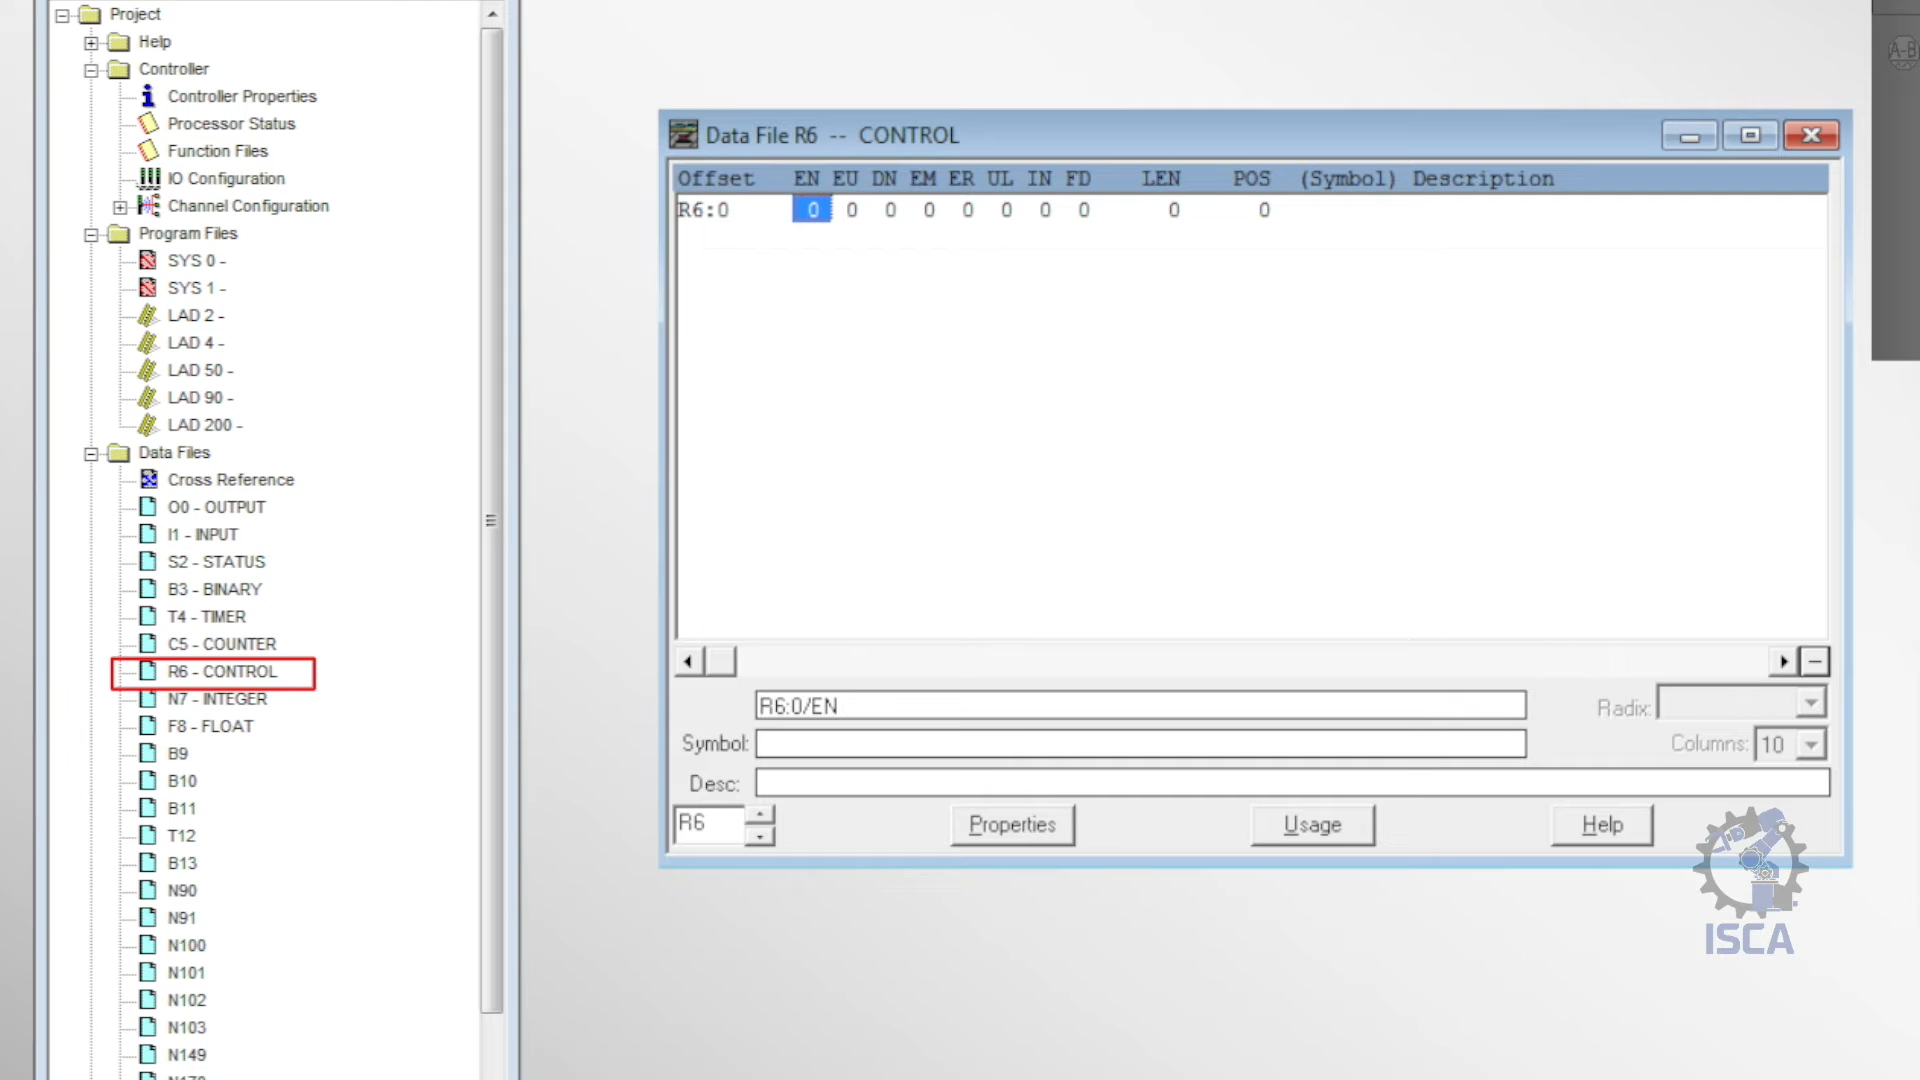 Project
Help
Controller
Controller Properties
Processor Status
Function Files
IO Configuration
Channel Configuration
Program Files
SYS 0 -
SYS 1 -
LAD 2 -
LAD 4 -
LAD 50 -
LAD 90 -
LAD 200 -
Data Files
Cross Reference
O0 - OUTPUT
I1 - INPUT
S2 - STATUS
B3 - BINARY
T4 - TIMER
C5 - COUNTER
R6 - CONTROL
N7 - INTEGER
F8 - FLOAT
B9
B10
B11
T12
B13
N90
N91
N100
N101
N102
N103
N149
Data File R6 -- CONTROL
Offset EN EU DN EM ER UL IN FD LEN POS (Symbol) Description
R6:0 0 0 0 0 0 0 0 0 0 0
R6:0/EN
Radix:
Symbol:
Columns: 10
Desc:
R6
Properties
Usage
Help
ISCA
A-B